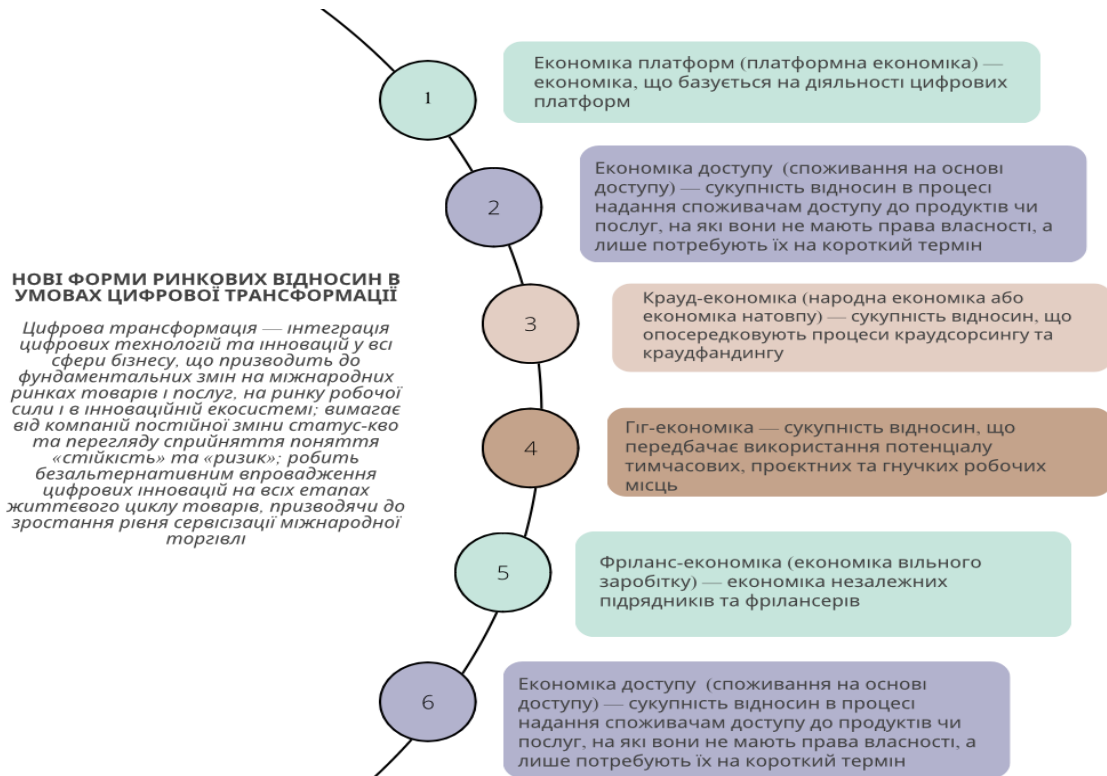 НОВІ ФОРМИ РИНКОВИХ ВІДНОСИН В
УМОВАХ ЦИФРОВОЇ ТРАНСФОРМАЦІЇ
Цифрова трансформація — інтеграція
цифрових технологій та інновацій у всі
сфери бізнесу, що призводить до
фундаментальних змін на міжнародних
ринках товарів і послуг, на ринку робочої
сили і в інноваційній екосистемі; вимагає
від компаній постійної зміни статус-кво
та перегляду сприйняття поняття
«стійкість» та «ризик»; робить
безальтернативним впровадження
цифрових інновацій на всіх етапах
життєвого циклу товарів, призводячи до
зростання рівня сервісізації міжнародної
торгівлі
1
Економіка платформ (платформна економіка) —
економіка, що базується на діяльності цифрових
платформ
2
Економіка доступу (споживання на основі
доступу) — сукупність відносин в процесі
надання споживачам доступу до продуктів чи
послуг, на які вони не мають права власності, а
лише потребують їх на короткий термін
3
Крауд-економіка (народна економіка або
економіка натовпу) — сукупність відносин, що
опосередковують процеси краудсорсингу та
краудфандингу
4
Гіг-економіка — сукупність відносин, що
передбачає використання потенціалу
тимчасових, проєктних та гнучких робочих
місць
5
Фріланс-економіка (економіка вільного
заробітку) — економіка незалежних
підрядників та фрілансерів
6
Економіка доступу (споживання на основі
доступу) — сукупність відносин в процесі
надання споживачам доступу до продуктів чи
послуг, на які вони не мають права власності, а
лише потребують їх на короткий термін